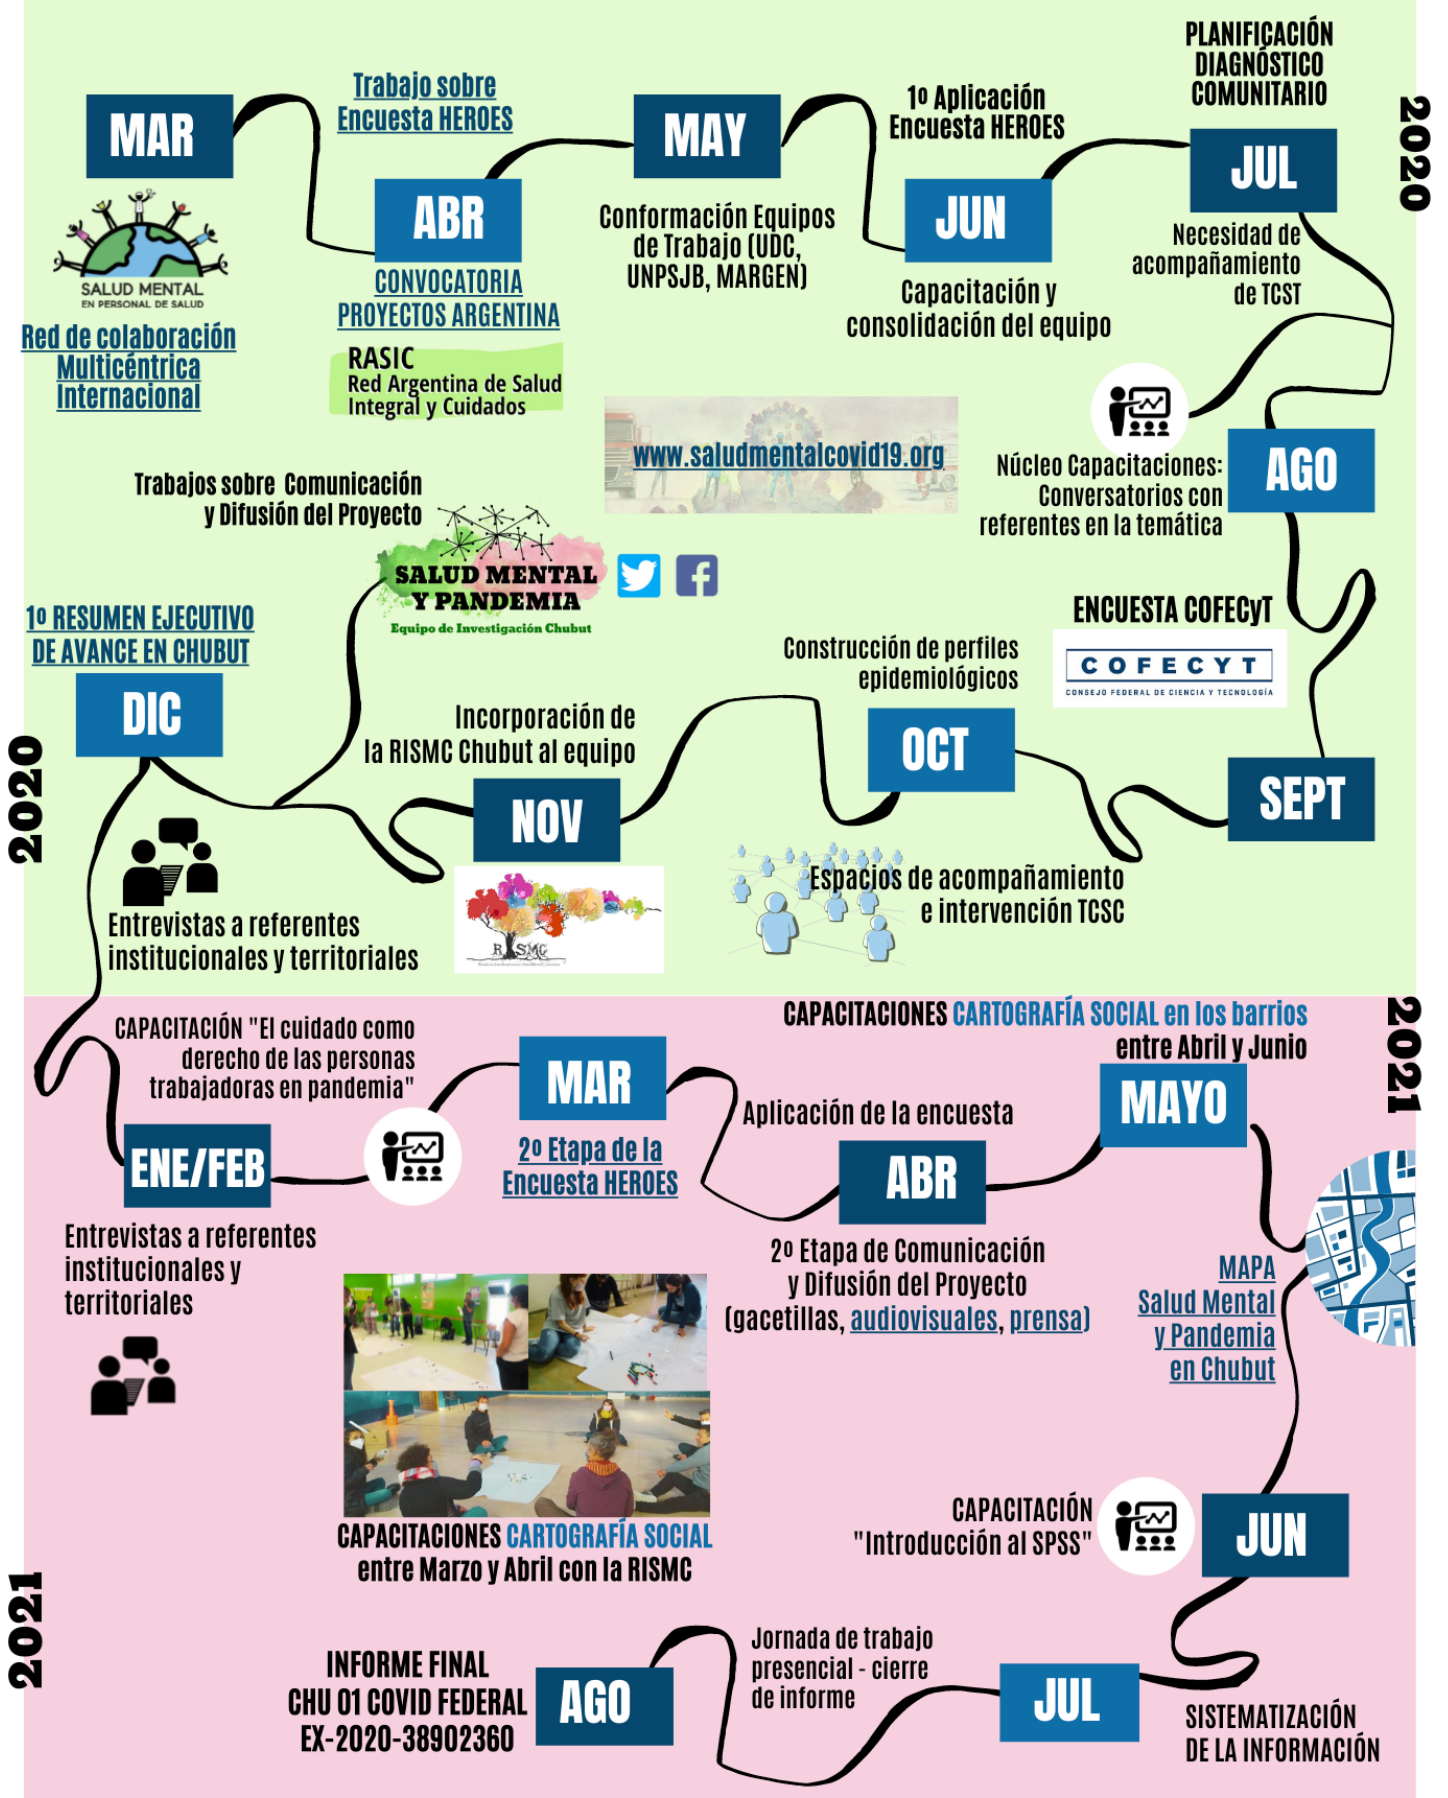 PLANIFICACIÓN
DIAGNÓSTICO
COMUNITARIO
2020
MAR
SALUD MENTAL
EN PERSONAL DE SALUD
Red de colaboración
Multicéntrica
Internacional
Trabajo sobre
Encuesta HEROES
ABR
CONVOCATORIA
PROYECTOS ARGENTINA
RASIC
Red Argentina de Salud
Integral y Cuidados
MAY
Conformación Equipos
de Trabajo (UDC,
UNPSJB, MARGEN)
1º Aplicación
Encuesta HEROES
JUN
Capacitación y
consolidación del equipo
JUL
Necesidad de
acompañamiento
de TCST
www.saludmentalcovid19.org
Núcleo Capacitaciones:
Conversatorios con
referentes en la temática
AGO
Trabajos sobre Comunicación
y Difusión del Proyecto
SALUD MENTAL
Y PANDEMIA
Equipo de Investigación Chubut
ENCUESTA COFECyT
COFECYT
CONSEJO FEDERAL DE CIENCIA Y TECNOLOGÍA
SEPT
Construcción de perfiles
epidemiológicos
OCT
Espacios de acompañamiento
e intervención TCSC
Incorporación de
la RISMC Chubut al equipo
NOV
RISMC
1º RESUMEN EJECUTIVO
DE AVANCE EN CHUBUT
DIC
2020
Entrevistas a referentes
institucionales y territoriales
2021
CAPACITACIÓN "El cuidado como
derecho de las personas
trabajadoras en pandemia"
ENE/FEB
Entrevistas a referentes
institucionales y
territoriales
MAR
2º Etapa de la
Encuesta HEROES
Aplicación de la encuesta
ABR
2º Etapa de Comunicación
y Difusión del Proyecto
(gacetillas, audiovisuales, prensa)
CAPACITACIONES CARTOGRAFÍA SOCIAL en los barrios
entre Abril y Junio
MAYO
MAPA
Salud Mental
y Pandemia
en Chubut
CAPACITACIONES CARTOGRAFÍA SOCIAL
entre Marzo y Abril con la RISMC
CAPACITACIÓN
"Introducción al SPSS"
JUN
2021
SISTEMATIZACIÓN
DE LA INFORMACIÓN
JUL
Jornada de trabajo
presencial - cierre
de informe
AGO
INFORME FINAL
CHU 01 COVID FEDERAL
EX-2020-38902360